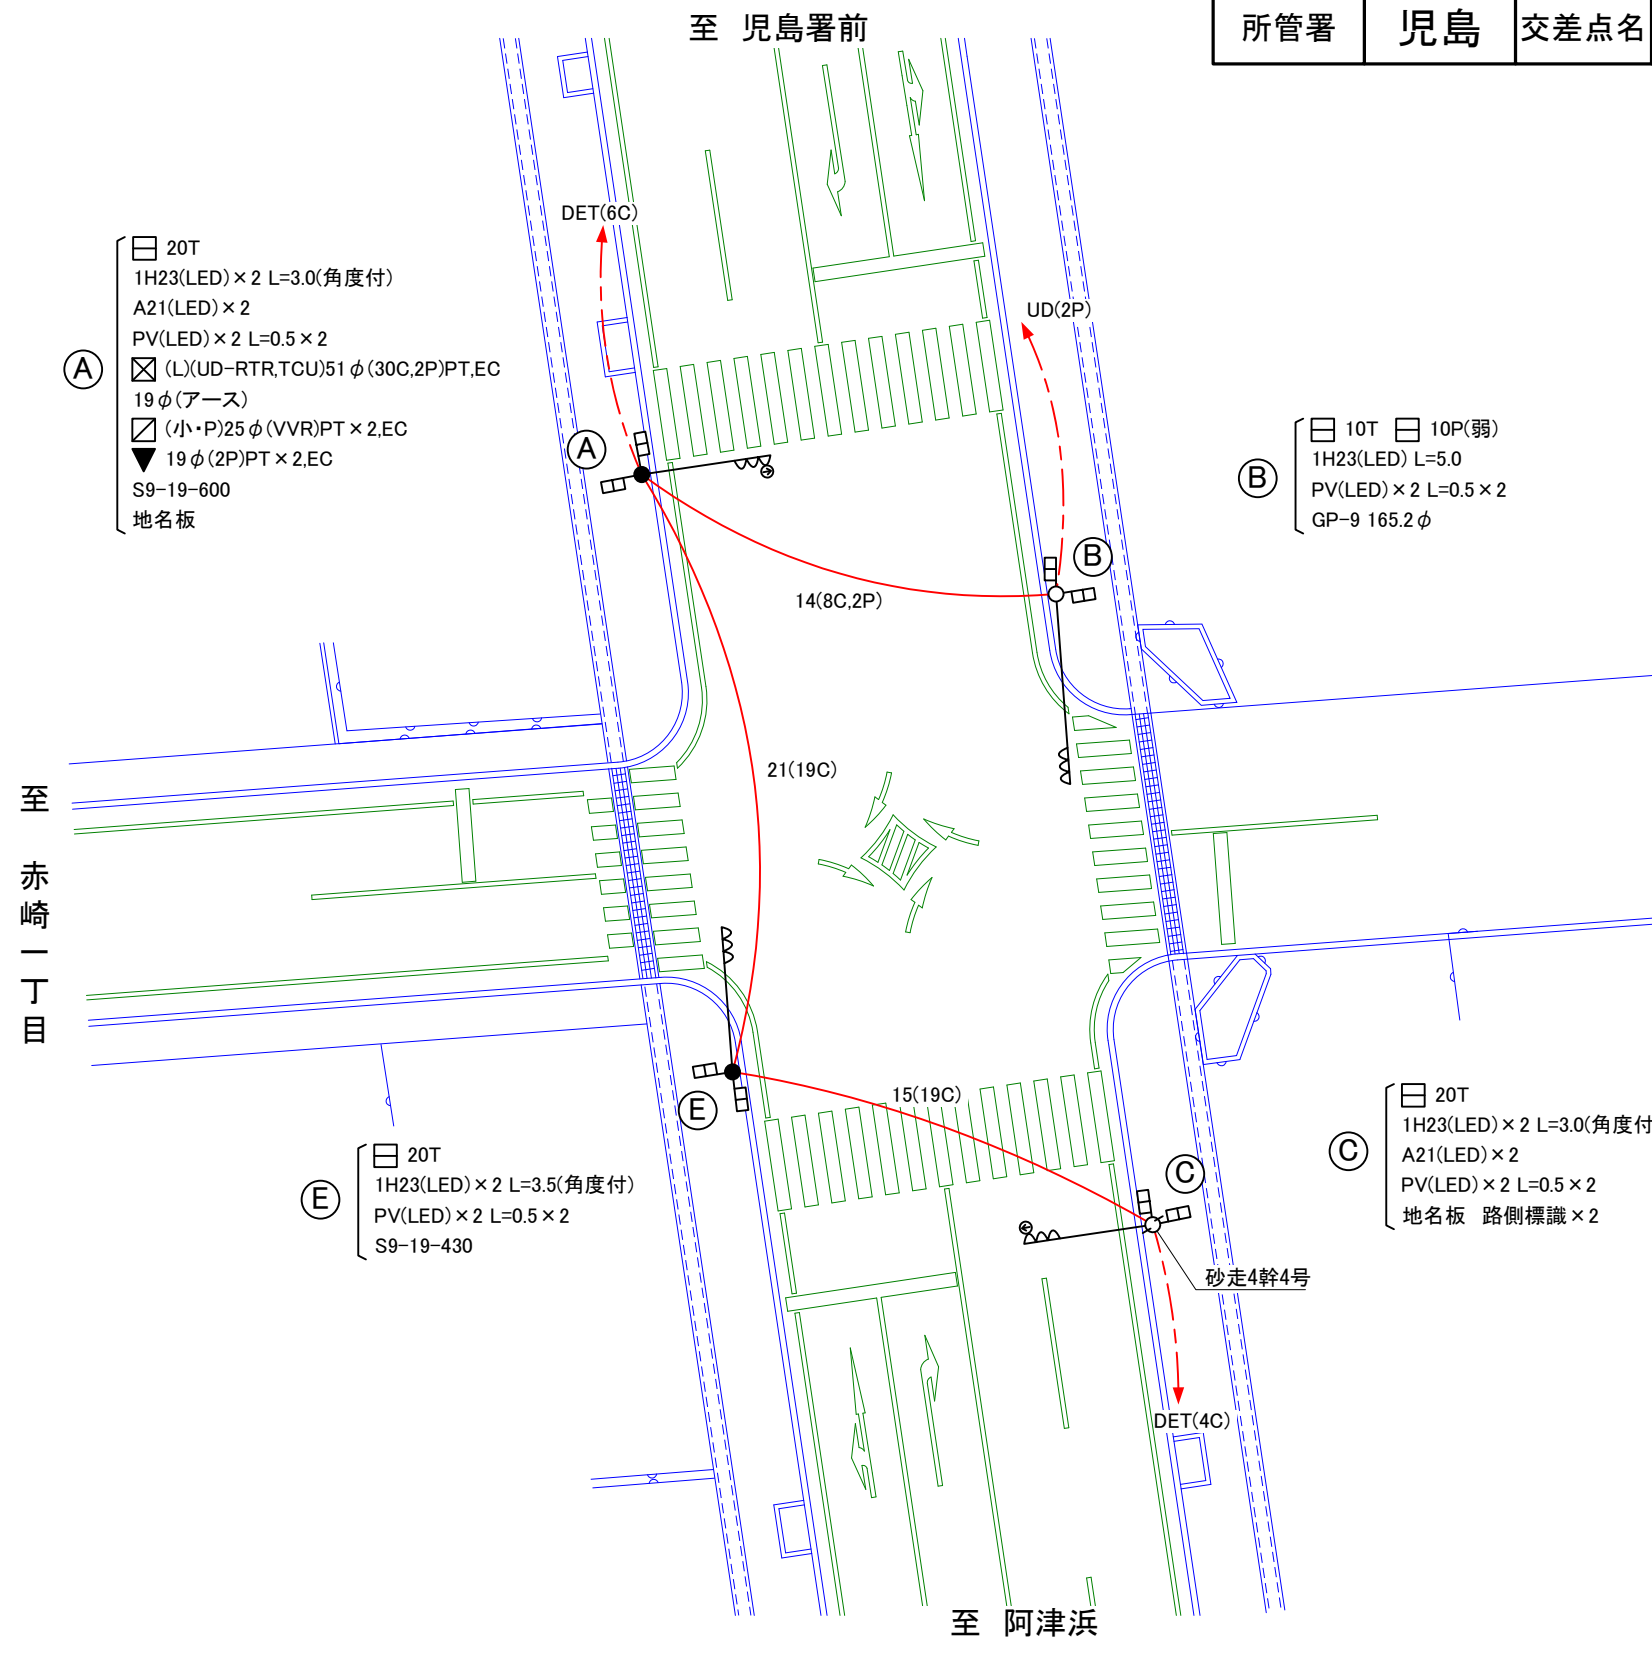 至 児島署前
所管署 児島 交差点名
DET(6C)
UD(2P)
A
20T
1H23(LED)×2 L=3.0(角度付)
A21(LED)×2
PV(LED)×2 L=0.5×2
(L)(UD-RTR,TCU)51φ(30C,2P)PT,EC
19φ(アース)
(小・P)25φ(VVR)PT×2,EC
19φ(2P)PT×2,EC
S9-19-600
地名板
A
B
10T 10P(弱)
1H23(LED) L=5.0
PV(LED)×2 L=0.5×2
GP-9 165.2φ
B
14(8C,2P)
21(19C)
至 赤崎一丁目
15(19C)
E
C
E
20T
1H23(LED)×2 L=3.5(角度付)
PV(LED)×2 L=0.5×2
S9-19-430
C
20T
1H23(LED)×2 L=3.0(角度付
A21(LED)×2
PV(LED)×2 L=0.5×2
地名板 路側標識×2
砂走4幹4号
DET(4C)
至 阿津浜